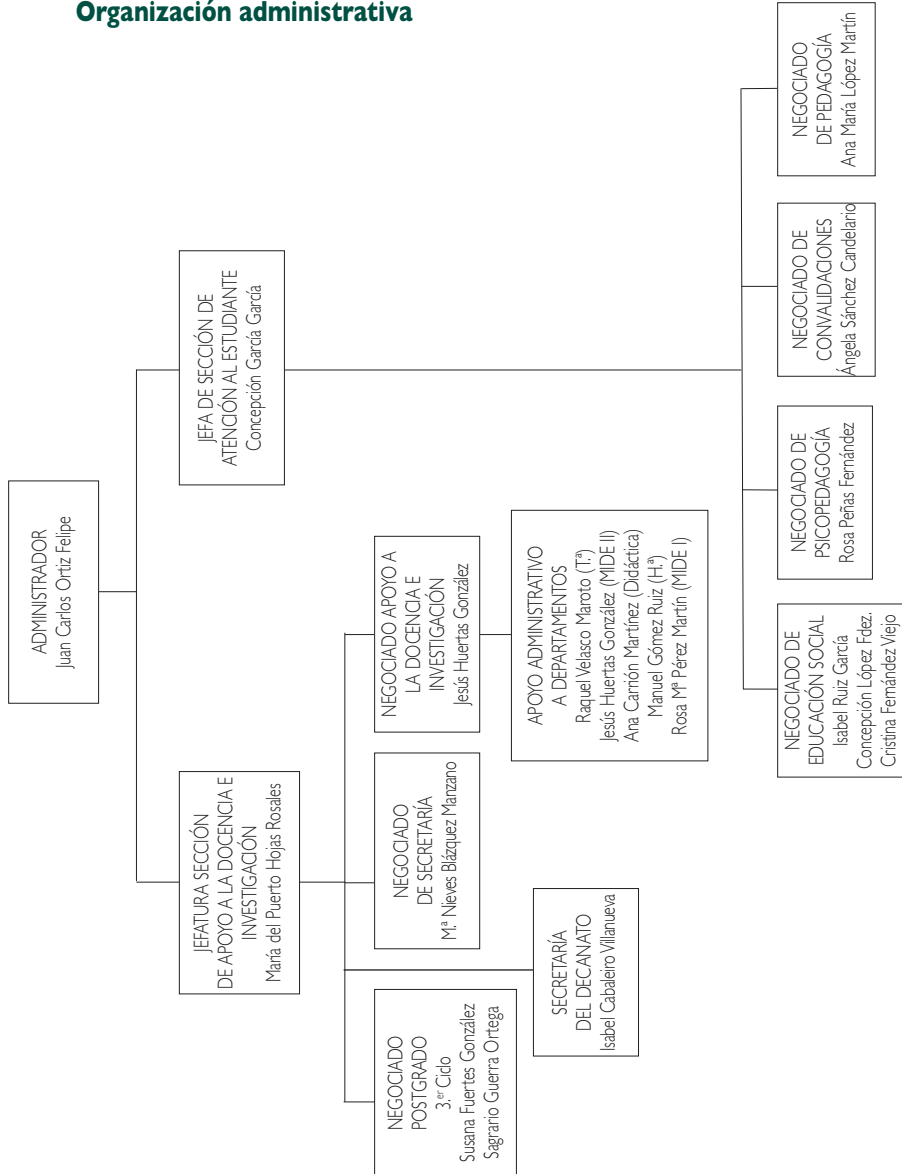 Organización administrativa
ADMINISTRADOR
Juan Carlos Ortiz Felipe
JEFATURA SECCIÓN
DE APOYO A LA DOCENCIA E
INVESTIGACIÓN
María del Puerto Hojas Rosales
JEFA DE SECCIÓN DE
ATENCIÓN AL ESTUDIANTE
Concepción García García
NEGOCIADO
POSTGRADO
3.er Ciclo
Susana Fuertes González
Sagrario Guerra Ortega
NEGOCIADO
DE SECRETARÍA
M.ª Nieves Blázquez Manzano
NEGOCIADO APOYO A
LA DOCENCIA E
INVESTIGACIÓN
Jesús Huertas González
SECRETARÍA
DEL DECANATO
Isabel Cabaleiro Villanueva
APOYO ADMINISTRATIVO
A DEPARTAMENTOS
Raquel Velasco Maroto (T.ª)
Jesús Huertas González (MIDE II)
Ana Carrión Martínez (Didáctica)
Manuel Gómez Ruiz (H.ª)
Rosa Mª Pérez Martín (MIDE I)
NEGOCIADO DE
EDUCACIÓN SOCIAL
Isabel Ruiz García
Concepción López Fdez.
Cristina Fernández Viejo
NEGOCIADO DE
PSICOPEDAGOGÍA
Rosa Peñas Fernández
NEGOCIADO DE
CONVALIDACIONES
Ángela Sánchez Candelario
NEGOCIADO
DE PEDAGOGÍA
Ana María López Martín